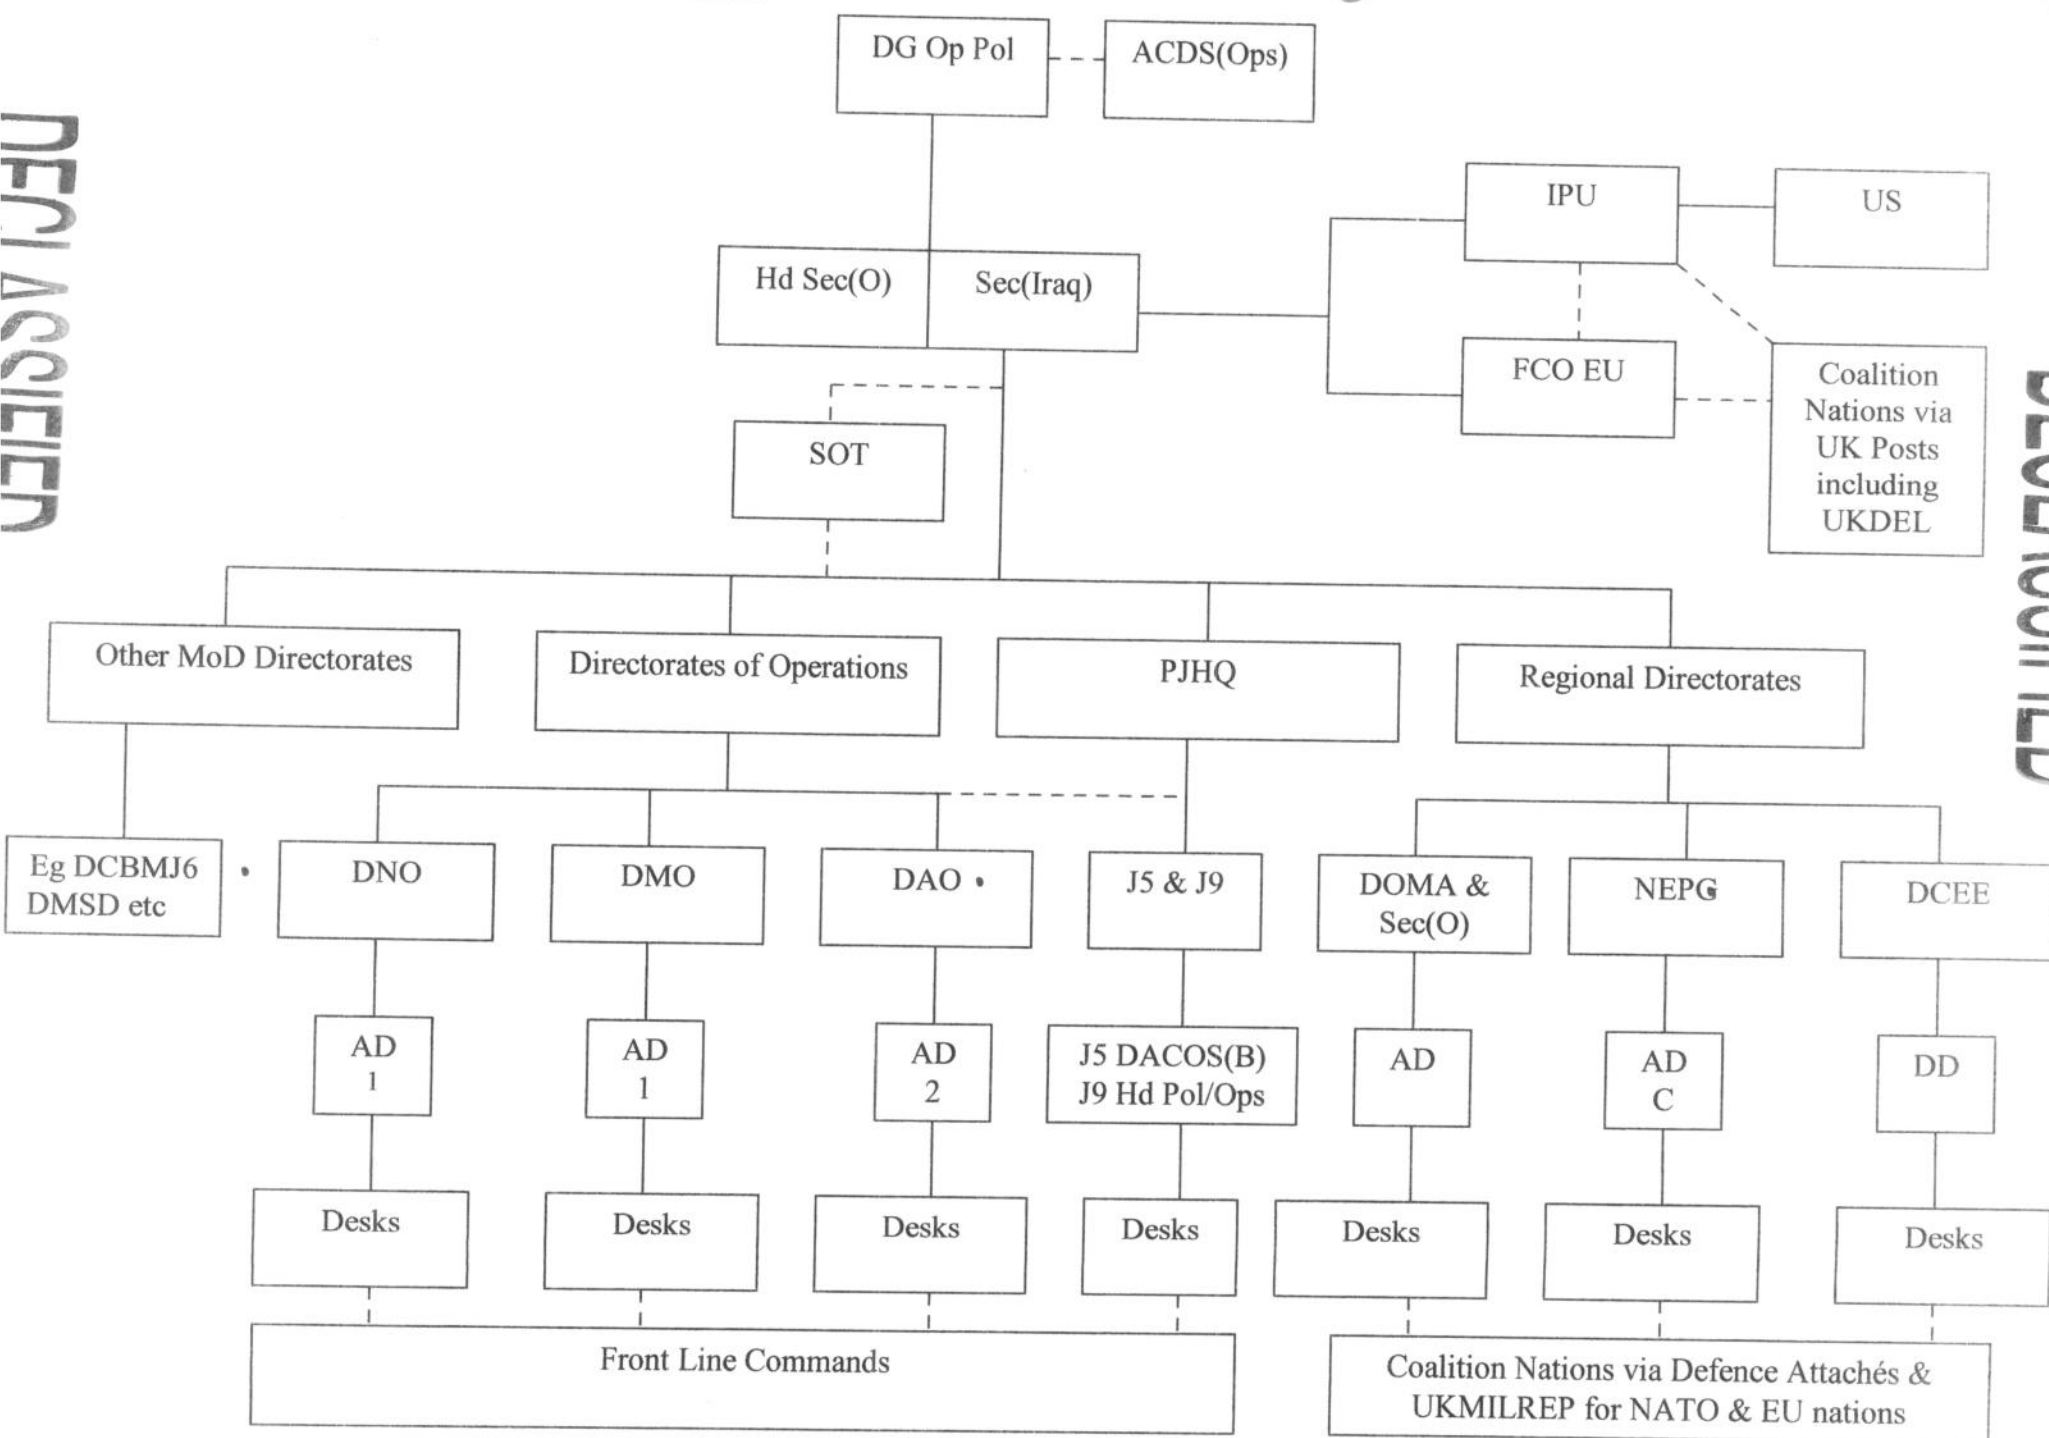 DG Op Pol
ACDS(Ops)
IPU
US
Hd Sec(O)
Sec(Iraq)
FCO EU
Coalition
Nations via
UK Posts
including
UKDEL
SOT
DECLASSIFIED
DECLASSIFIED
Other MoD Directorates
Directorates of Operations
PJHQ
Regional Directorates
Eg DCBMJ6
DMSD etc
DNO
DMO
DAO
J5 & J9
DOMA &
Sec(O)
NEPG
DCEE
AD
1
AD
1
AD
2
J5 DACOS(B)
J9 Hd Pol/Ops
AD
AD
C
DD
Desks
Desks
Desks
Desks
Desks
Desks
Desks
Front Line Commands
Coalition Nations via Defence Attachés &
UKMILREP for NATO & EU nations